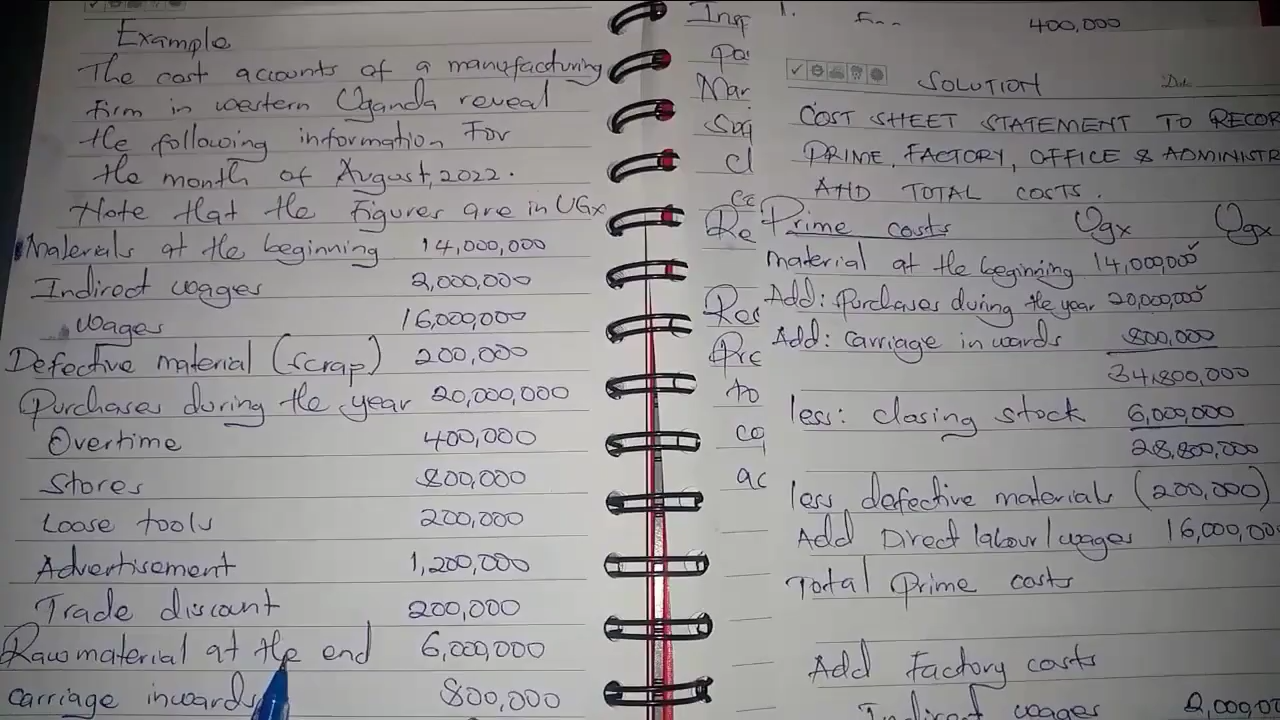 Example
The cost accounts of a manufacturing
firm in western Uganda reveal
the following information For
the month of August, 2022.
Note that the Figures are in UGx
Materials at the beginning 14,000,000
Indirect wages 2,000,000
wages 16,000,000
Defective material (scrap) 200,000
Purchases during the year 20,000,000
Overtime 400,000
Stores 800,000
Loose tools 200,000
Advertisement 1,200,000
Trade discount 200,000
Raw material at the end 6,000,000
carriage inwards 800,000
400,000
SOLUTION
COST SHEET STATEMENT TO RECOR
PRIME, FACTORY, OFFICE & ADMINISTR
AND TOTAL COSTS.
Prime costs Ugx Ugx
material at the beginning 14,000,000
Add: purchases during the year 20,000,000
Add: carriage inwards 800,000
34,800,000
less: closing stock 6,000,000
28,800,000
less defective materials (200,000)
Add Direct labour/wages 16,000,00
Tortal prime costs
Add Factory costs
Indirect wages 2,000,0